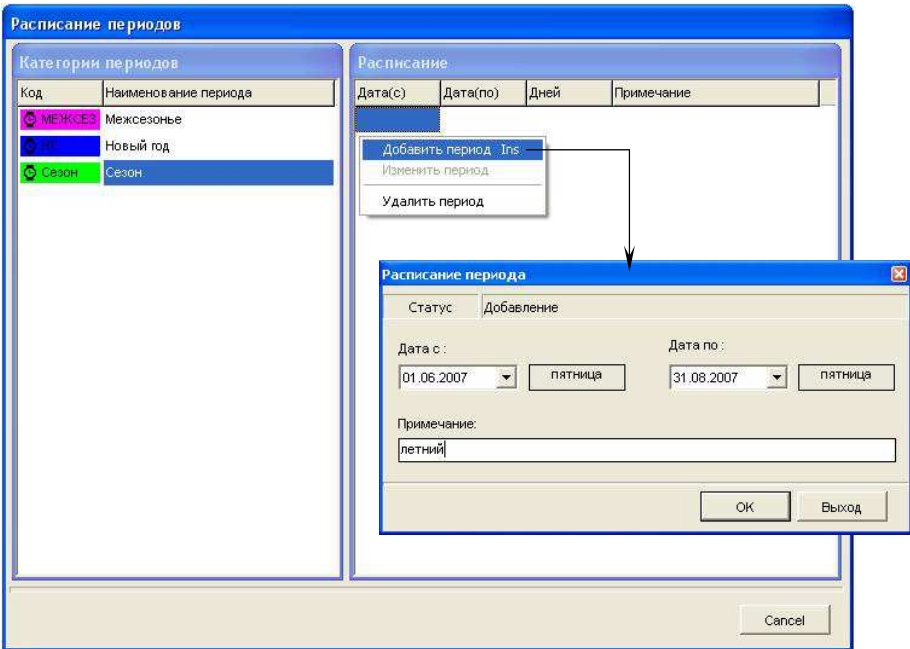 Расписание периодов
Категории периодов
Расписание
Код Наименование периода
Дата(с) Дата(по) Дней Примечание
МЕЖСЕЗ Межсезонье
НГ Новый год
Сезон Сезон
Добавить период Ins
Изменить период
Удалить период
Расписание периода
Статус Добавление
Дата с :
Дата по :
01.06.2007 пятница
31.08.2007 пятница
Примечание:
летний
OK Выход
Cancel